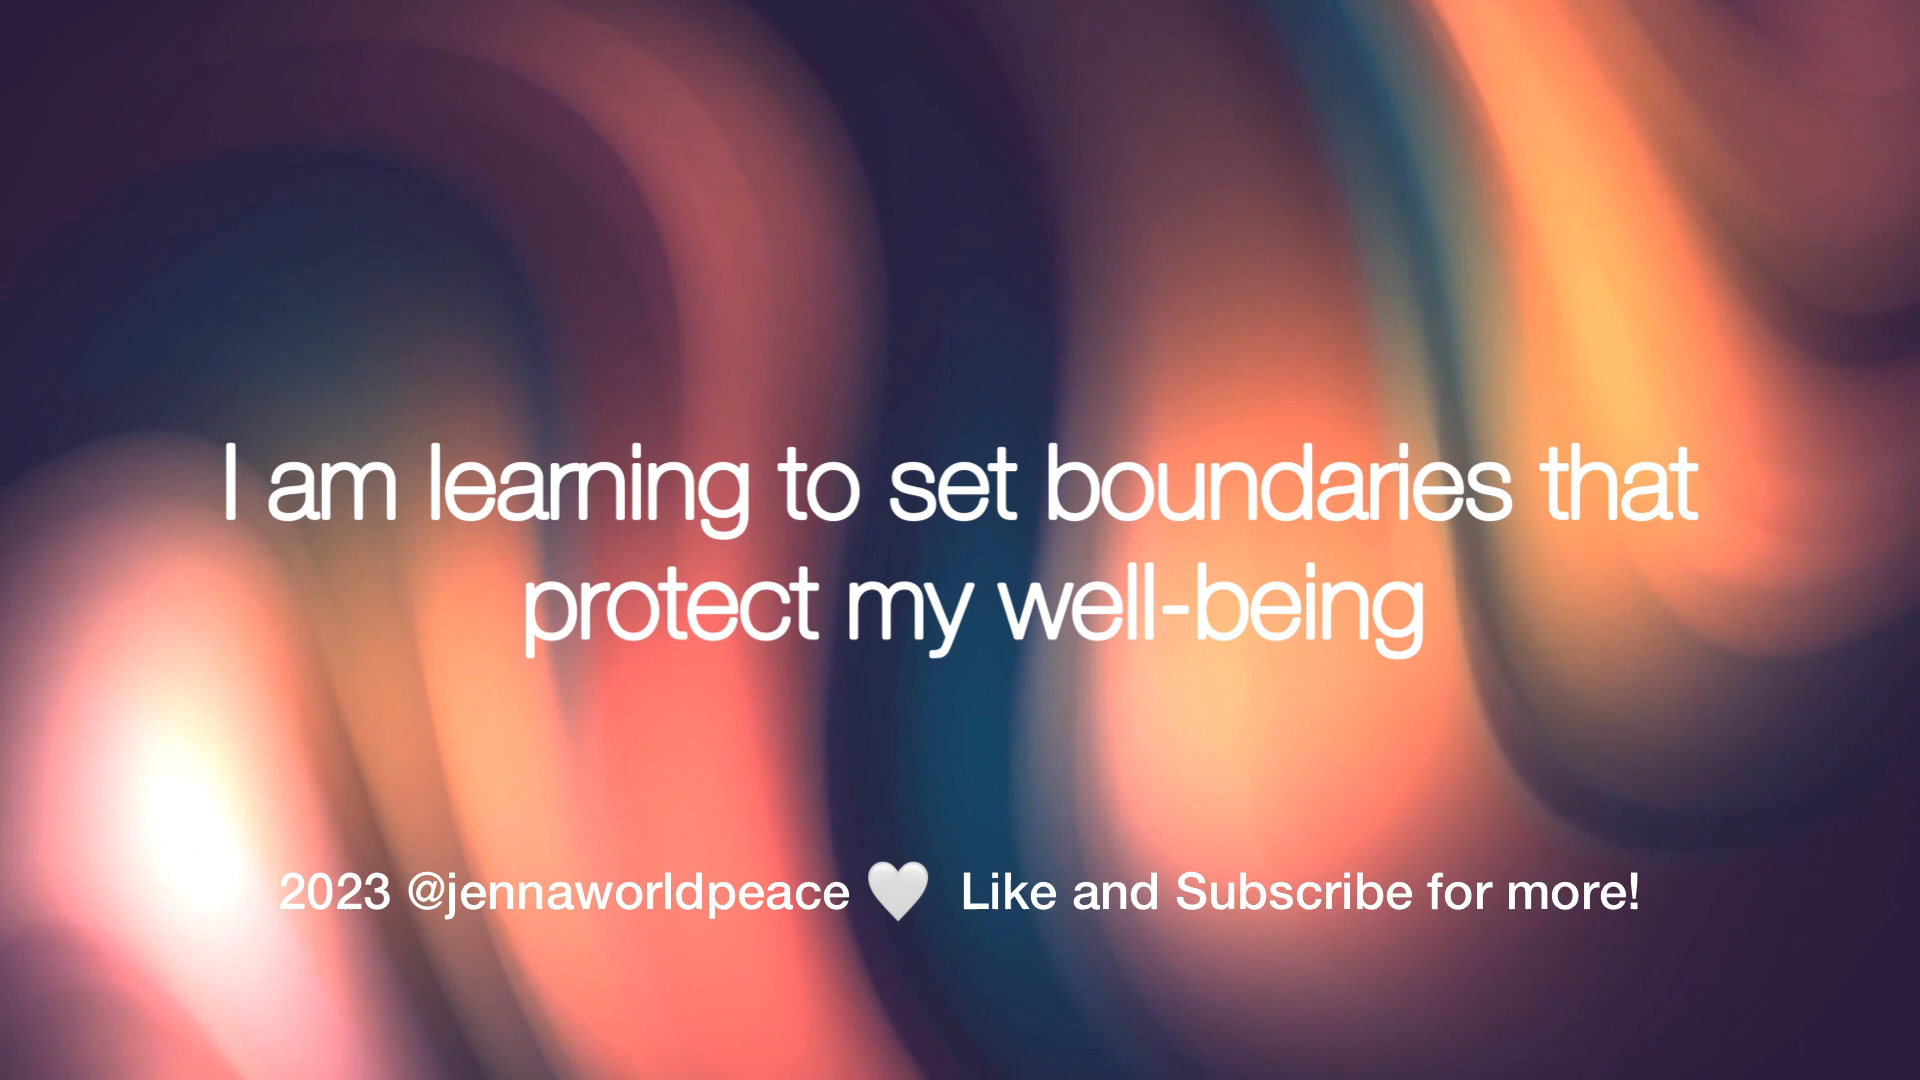 I am learning to set boundaries that
protect my well-being
2023 @jennaworldpeace 🤍 Like and Subscribe for more!